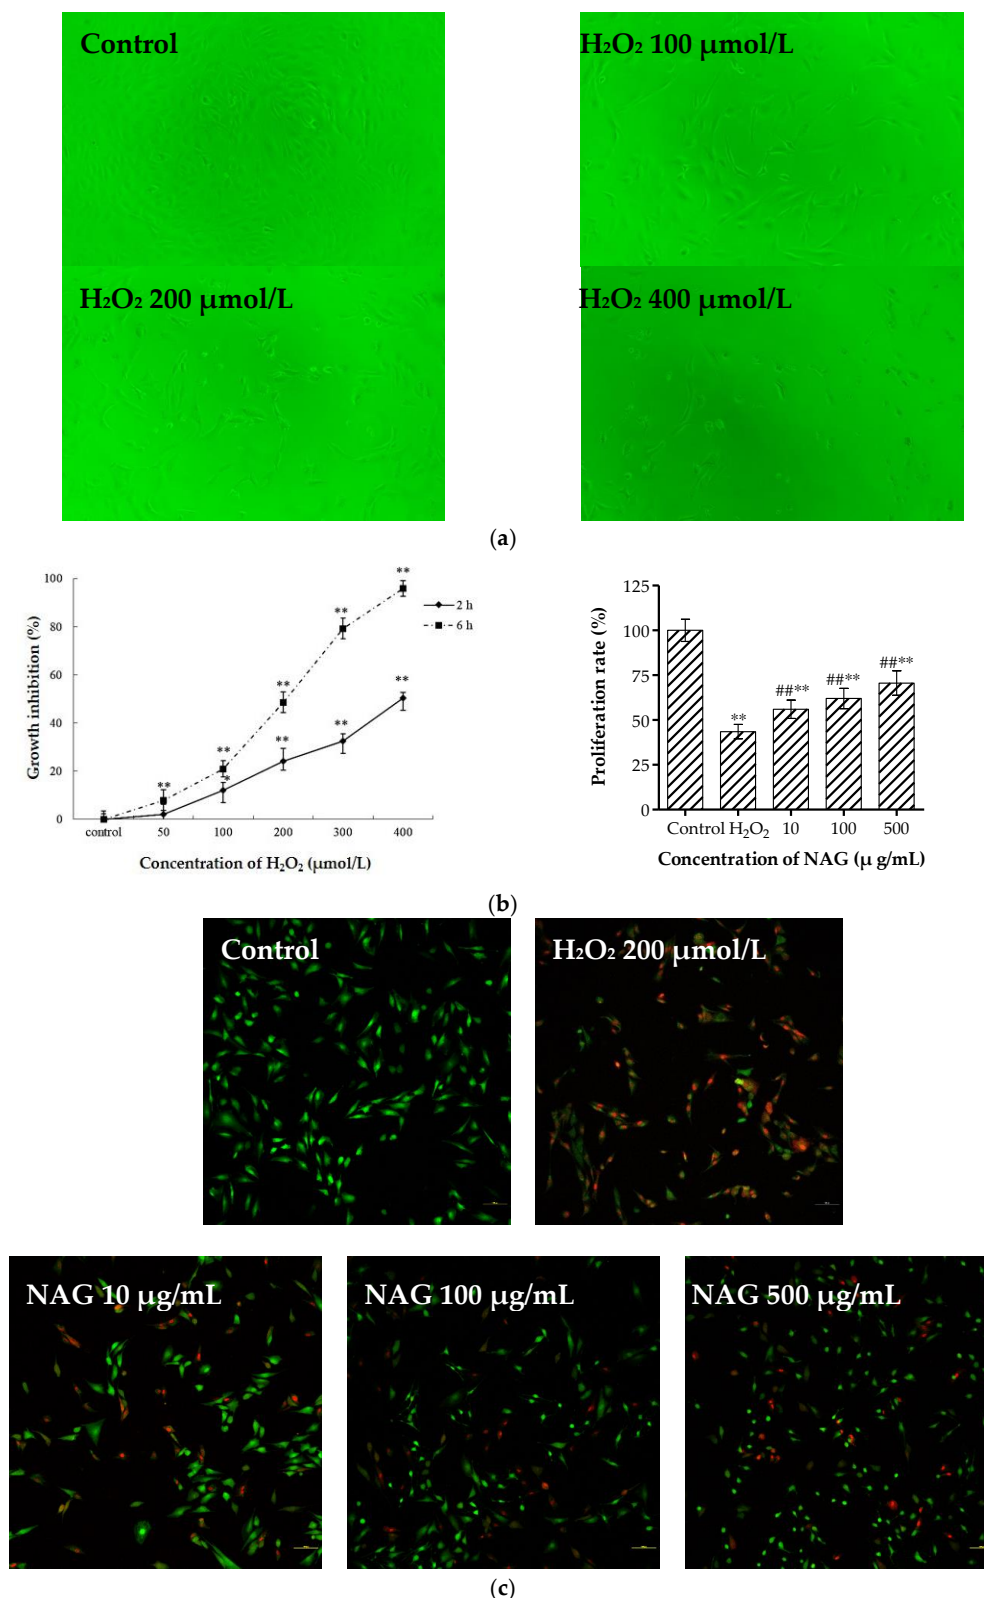 Control
H₂O₂ 100 μmol/L
H₂O₂ 200 μmol/L
H₂O₂ 400 μmol/L
(a)
Growth inhibition (%)
100
80
60
40
20
0
control
50
100
200
300
400
Concentration of H₂O₂ (μmol/L)
2 h
6 h
**
**
**
**
**
*
**
**
**
Proliferation rate (%)
125
100
75
50
25
0
**
##**
##**
##**
Control H₂O₂ 10 100 500
Concentration of NAG (μ g/mL)
(b)
Control
H₂O₂ 200 μmol/L
NAG 10 μg/mL
NAG 100 μg/mL
NAG 500 μg/mL
(c)